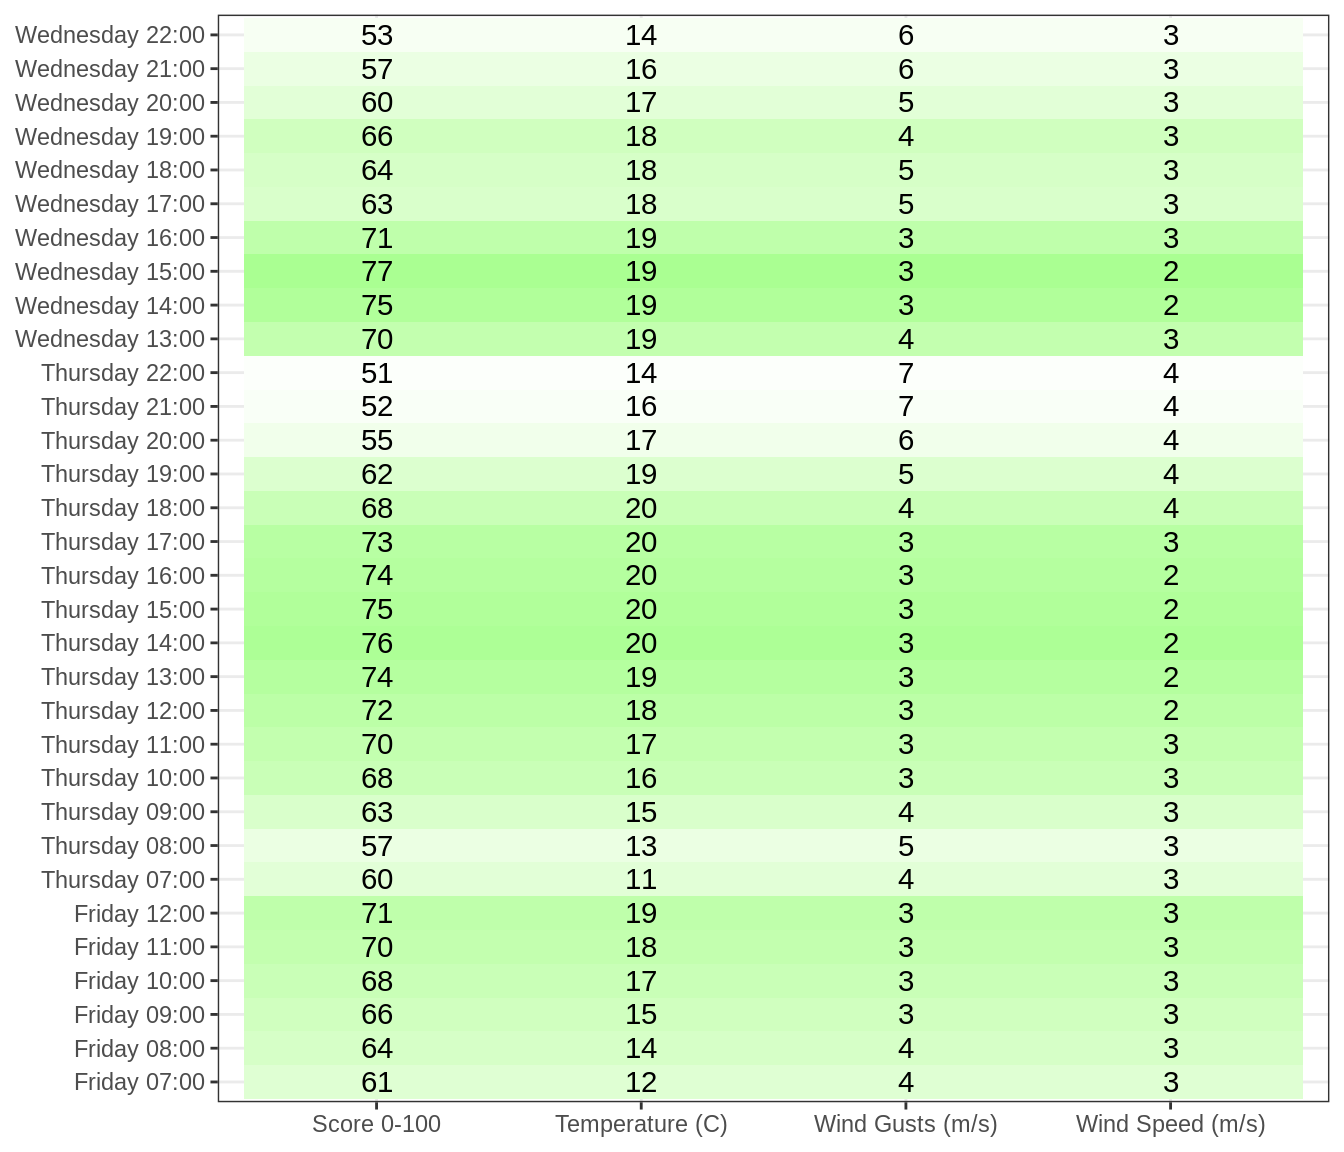 Wednesday 22:00 53 14 6 3
Wednesday 21:00 57 16 6 3
Wednesday 20:00 60 17 5 3
Wednesday 19:00 66 18 4 3
Wednesday 18:00 64 18 5 3
Wednesday 17:00 63 18 5 3
Wednesday 16:00 71 19 3 3
Wednesday 15:00 77 19 3 2
Wednesday 14:00 75 19 3 2
Wednesday 13:00 70 19 4 3
Thursday 22:00 51 14 7 4
Thursday 21:00 52 16 7 4
Thursday 20:00 55 17 6 4
Thursday 19:00 62 19 5 4
Thursday 18:00 68 20 4 4
Thursday 17:00 73 20 3 3
Thursday 16:00 74 20 3 2
Thursday 15:00 75 20 3 2
Thursday 14:00 76 20 3 2
Thursday 13:00 74 19 3 2
Thursday 12:00 72 18 3 2
Thursday 11:00 70 17 3 3
Thursday 10:00 68 16 3 3
Thursday 09:00 63 15 4 3
Thursday 08:00 57 13 5 3
Thursday 07:00 60 11 4 3
Friday 12:00 71 19 3 3
Friday 11:00 70 18 3 3
Friday 10:00 68 17 3 3
Friday 09:00 66 15 3 3
Friday 08:00 64 14 4 3
Friday 07:00 61 12 4 3
Score 0-100 Temperature (C) Wind Gusts (m/s) Wind Speed (m/s)